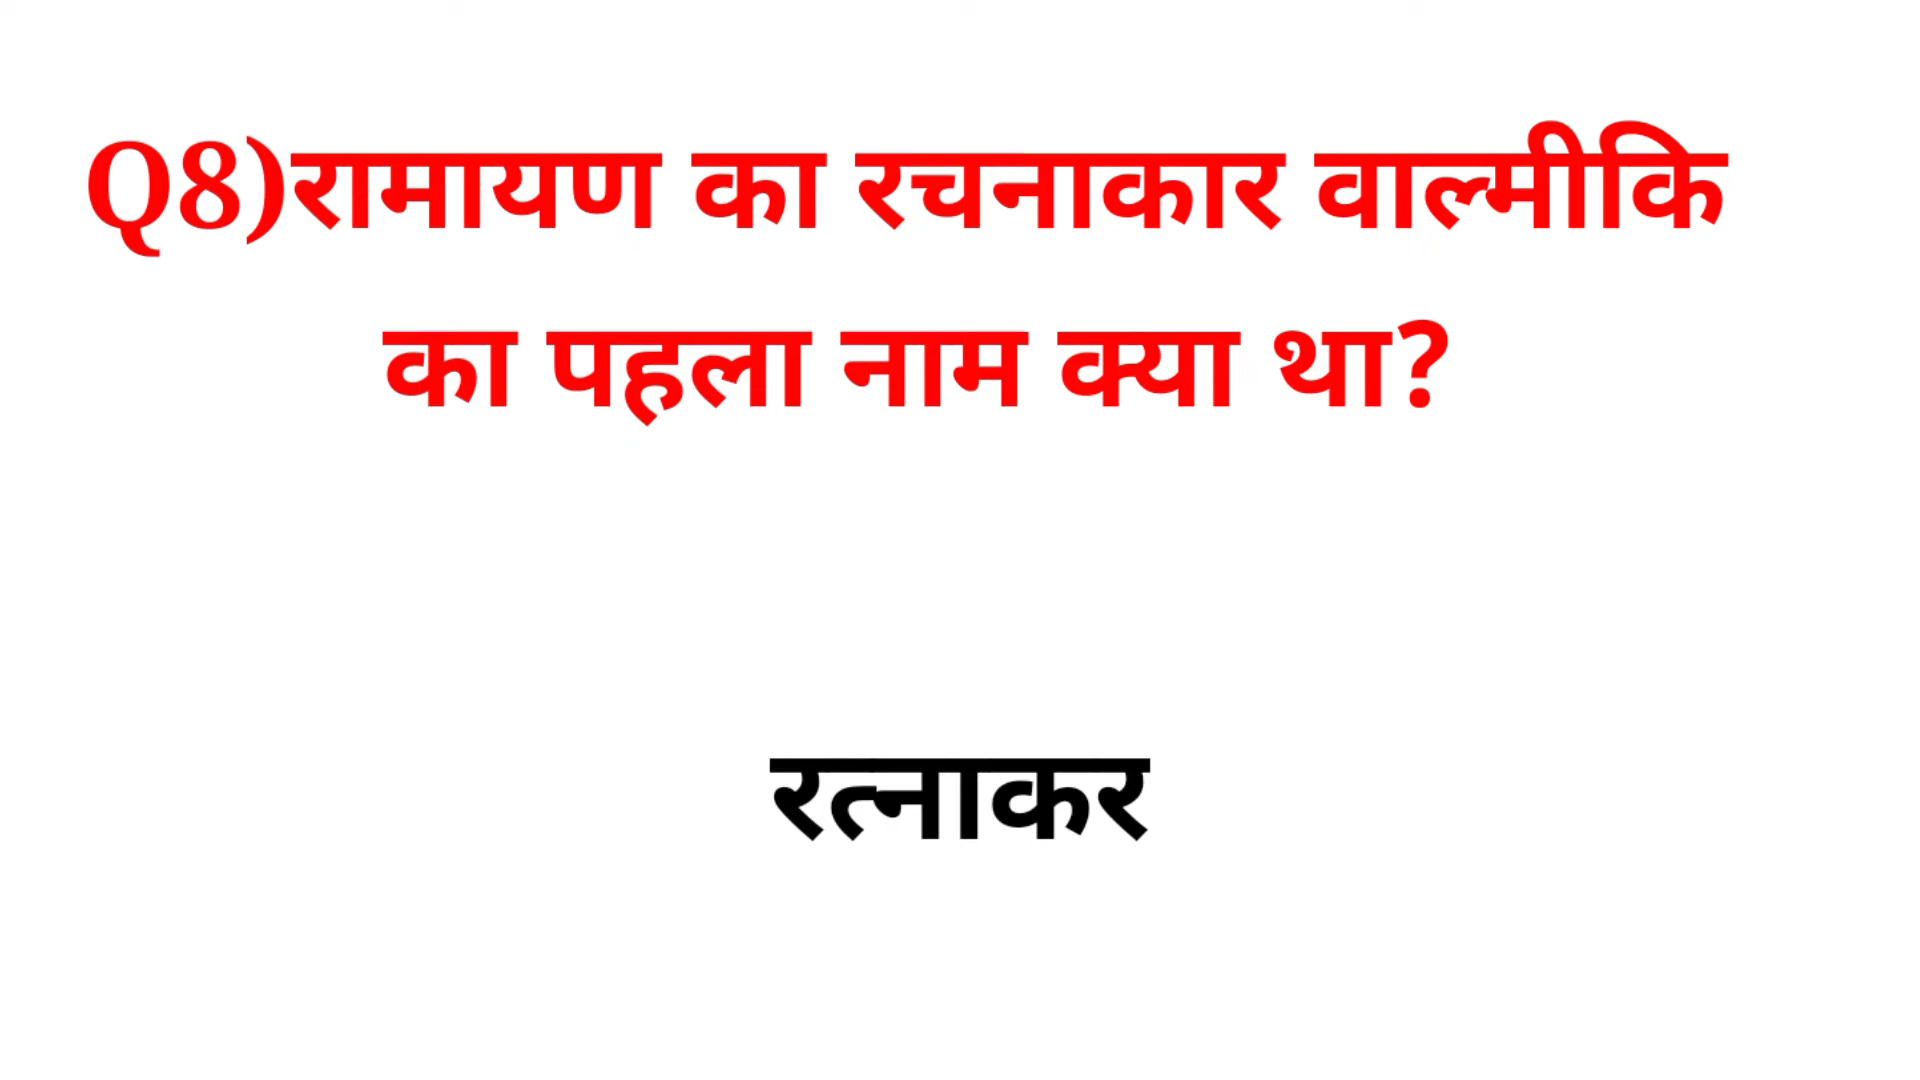 Q8)रामायण का रचनाकार वाल्मीकि
का पहला नाम क्या था?
रत्नाकर